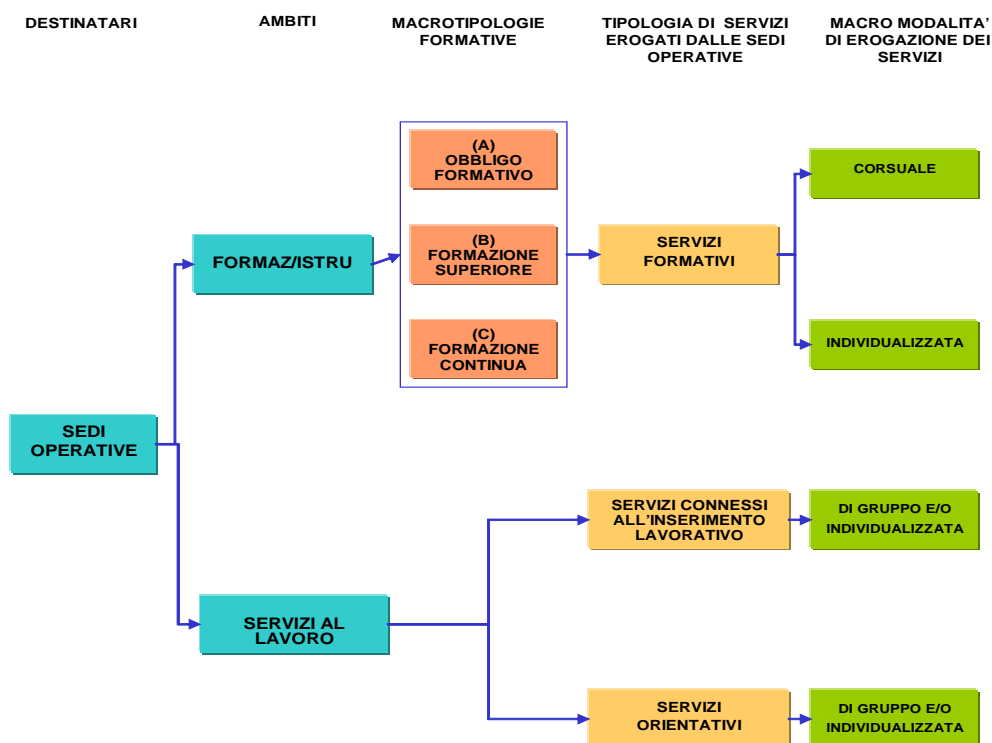 DESTINATARI
AMBITI
MACROTIPOLOGIE
FORMATIVE
TIPOLOGIA DI SERVIZI
EROGATI DALLE SEDI
OPERATIVE
MACRO MODALITA’
DI EROGAZIONE DEI
SERVIZI
(A)
OBBLIGO
FORMATIVO
CORSUALE
FORMAZ/ISTRU
(B)
FORMAZIONE
SUPERIORE
SERVIZI
FORMATIVI
(C)
FORMAZIONE
CONTINUA
INDIVIDUALIZZATA
SEDI
OPERATIVE
SERVIZI CONNESSI
ALL’INSERIMENTO
LAVORATIVO
DI GRUPPO E/O
INDIVIDUALIZZATA
SERVIZI AL
LAVORO
SERVIZI
ORIENTATIVI
DI GRUPPO E/O
INDIVIDUALIZZATA